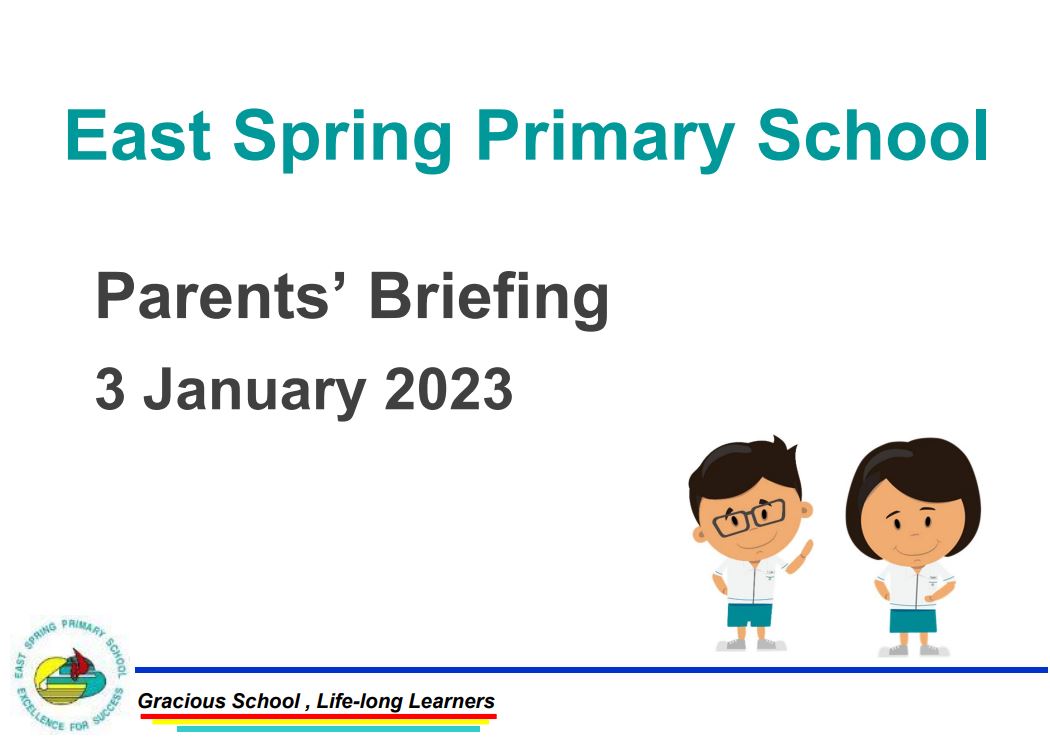 East Spring Primary School
Parents’ Briefing
3 January 2023
EAST SPRING PRIMARY SCHOOL
EXCELLENCE FOR SUCCESS
Gracious School , Life-long Learners